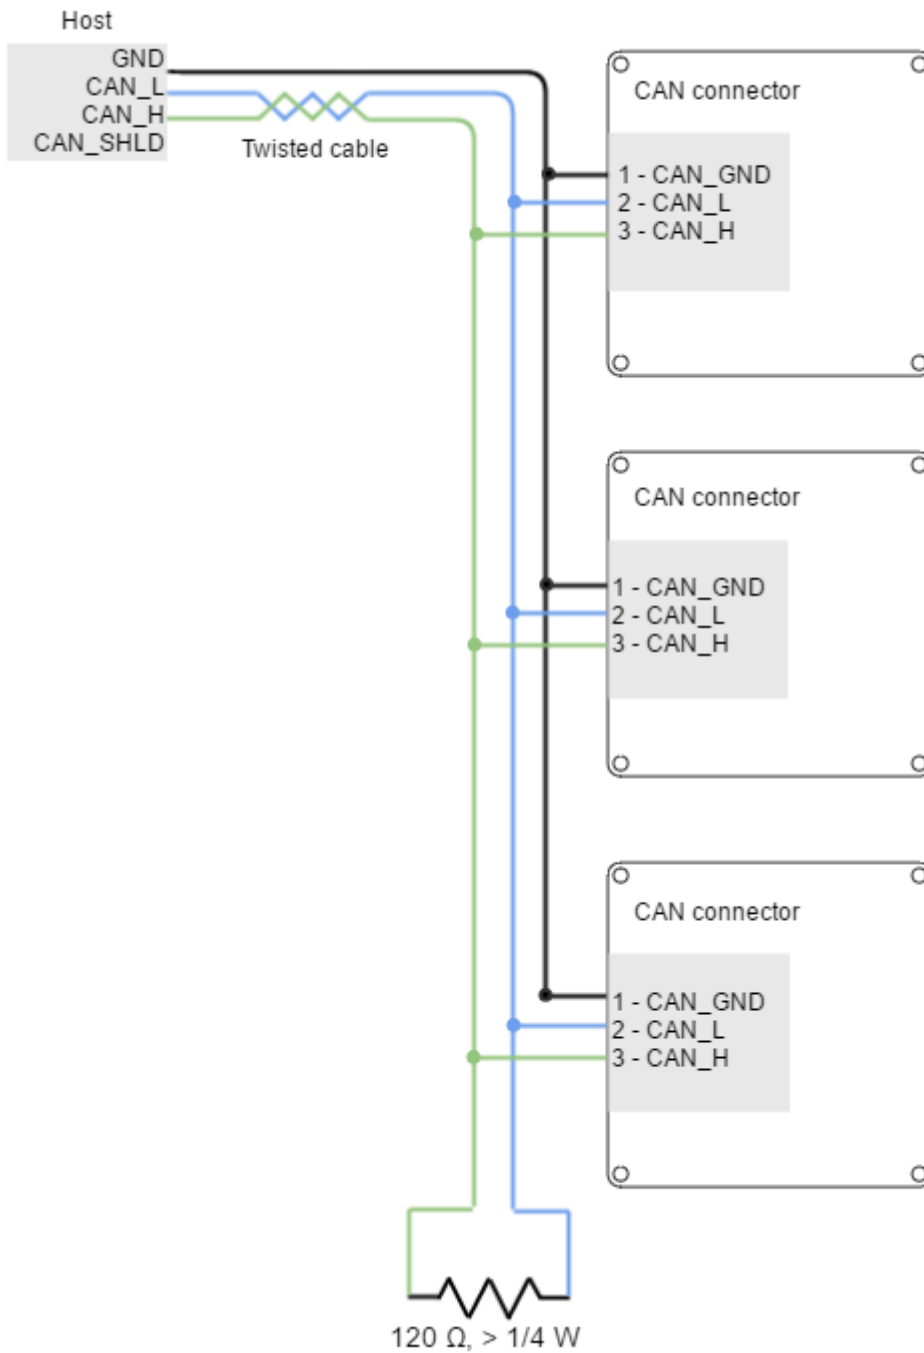 Host
GND
CAN_L
CAN_H
CAN_SHLD
Twisted cable
CAN connector
1 - CAN_GND
2 - CAN_L
3 - CAN_H
CAN connector
1 - CAN_GND
2 - CAN_L
3 - CAN_H
CAN connector
1 - CAN_GND
2 - CAN_L
3 - CAN_H
120 Ω, > 1/4 W